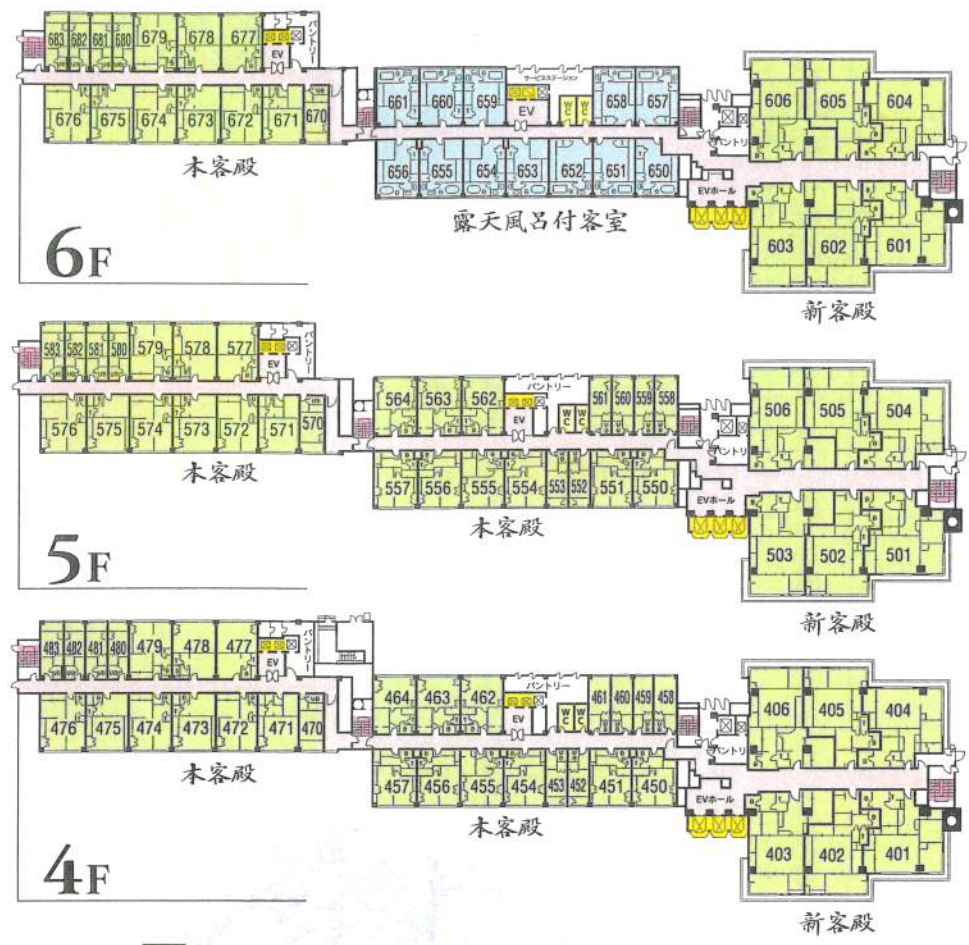 683 682 681 680 679 678 677 EV パントリー
676 675 674 673 672 671 670
本客殿
661 660 659 EV サービスステーション WC WC 658 657
656 655 654 653 652 651 650
露天風呂付客室
パントリー 606 605 604
EVホール 603 602 601
新客殿
6F
583 582 581 580 579 578 577 EV パントリー
576 575 574 573 572 571 570
本客殿
564 563 562 EV パントリー WC WC 561 560 559 558
557 556 555 554 553 552 551 550
本客殿
パントリー 506 505 504
EVホール 503 502 501
新客殿
5F
483 482 481 480 479 478 477 EV パントリー
476 475 474 473 472 471 470
本客殿
464 463 462 EV パントリー WC WC 461 460 459 458
457 456 455 454 453 452 451 450
本客殿
パントリー 406 405 404
EVホール 403 402 401
新客殿
4F